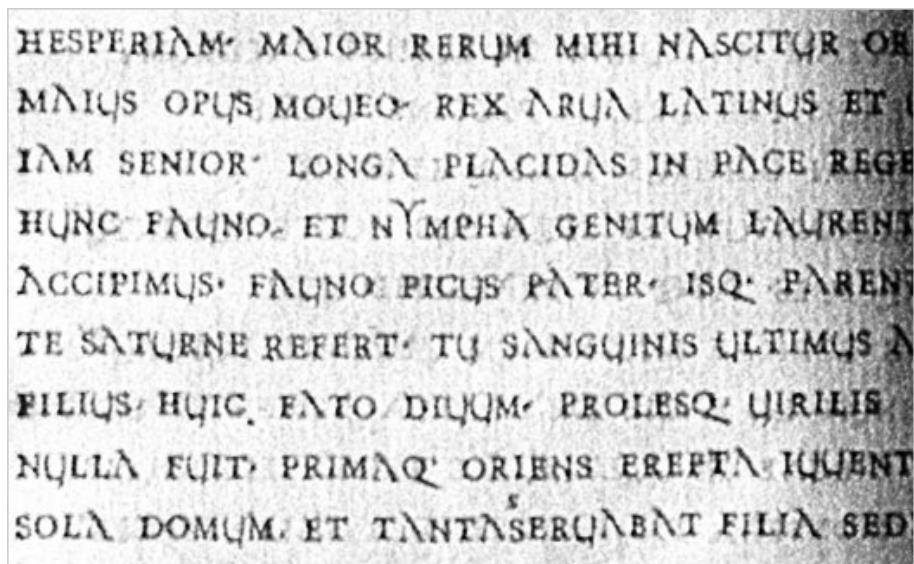 HESPERIAM· MAIOR RERUM MIHI NASCITUR OR
MAIUS OPUS MOUEO· REX ARUA LATINUS ET
IAM SENIOR· LONGA PLACIDAS IN PACE REGE
HUNC FAUNO· ET NYMPHA GENITUM LAURENT
ACCIPIMUS· FAUNO PICUS PATER· ISQ· PAREN
TE SATURNE REFERT· TU SANGUINIS ULTIMUS A
FILIUS· HUIC FATO DIUUM· PROLESQ· UIRILIS
NULLA FUIT· PRIMAQ· ORIENS EREPTA IUUENT
s
SOLA DOMUM· ET TANTASERUABAT FILIA SED